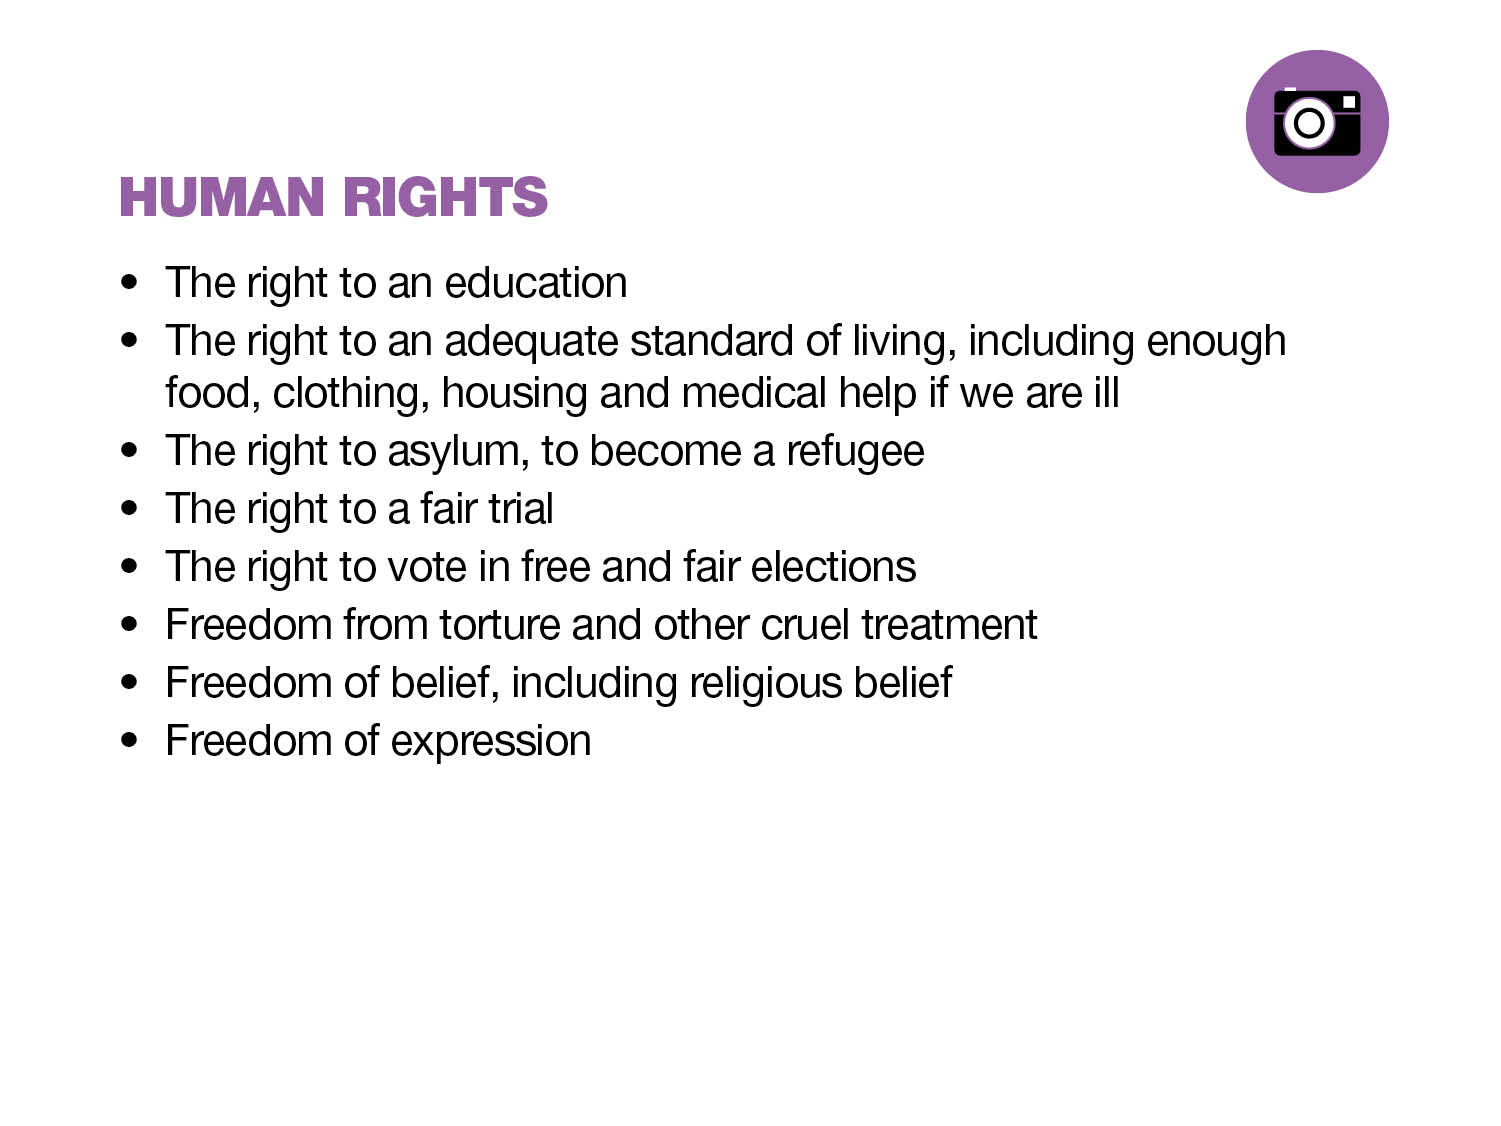 HUMAN RIGHTS
• The right to an education
• The right to an adequate standard of living, including enough
food, clothing, housing and medical help if we are ill
• The right to asylum, to become a refugee
• The right to a fair trial
• The right to vote in free and fair elections
• Freedom from torture and other cruel treatment
• Freedom of belief, including religious belief
• Freedom of expression